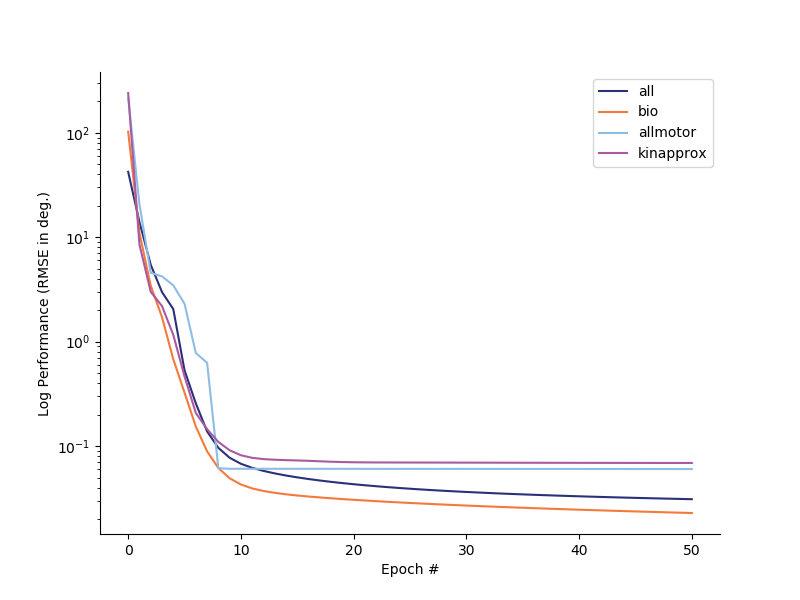 all
bio
allmotor
kinapprox
10²
10¹
10⁰
10⁻¹
Log Performance (RMSE in deg.)
0 10 20 30 40 50
Epoch #